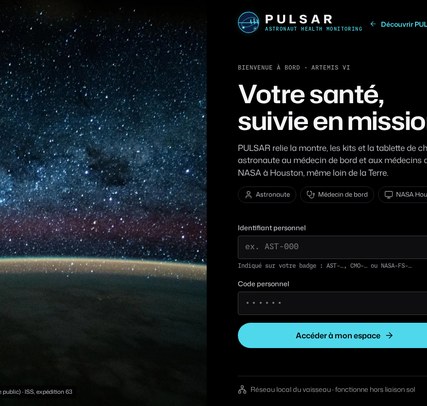 PULSAR
ASTRONAUT HEALTH MONITORING
Découvrir PUL
BIENVENUE À BORD · ARTEMIS VI
Votre santé,
suivie en missio
PULSAR relie la montre, les kits et la tablette de ch
astronaute au médecin de bord et aux médecins d
NASA à Houston, même loin de la Terre.
Astronaute
Médecin de bord
NASA Hou
Identifiant personnel
ex. AST-000
Indiqué sur votre badge : AST-…, CMO-… ou NASA-FS-…
Code personnel
Accéder à mon espace
Réseau local du vaisseau · fonctionne hors liaison sol
public) · ISS, expédition 63